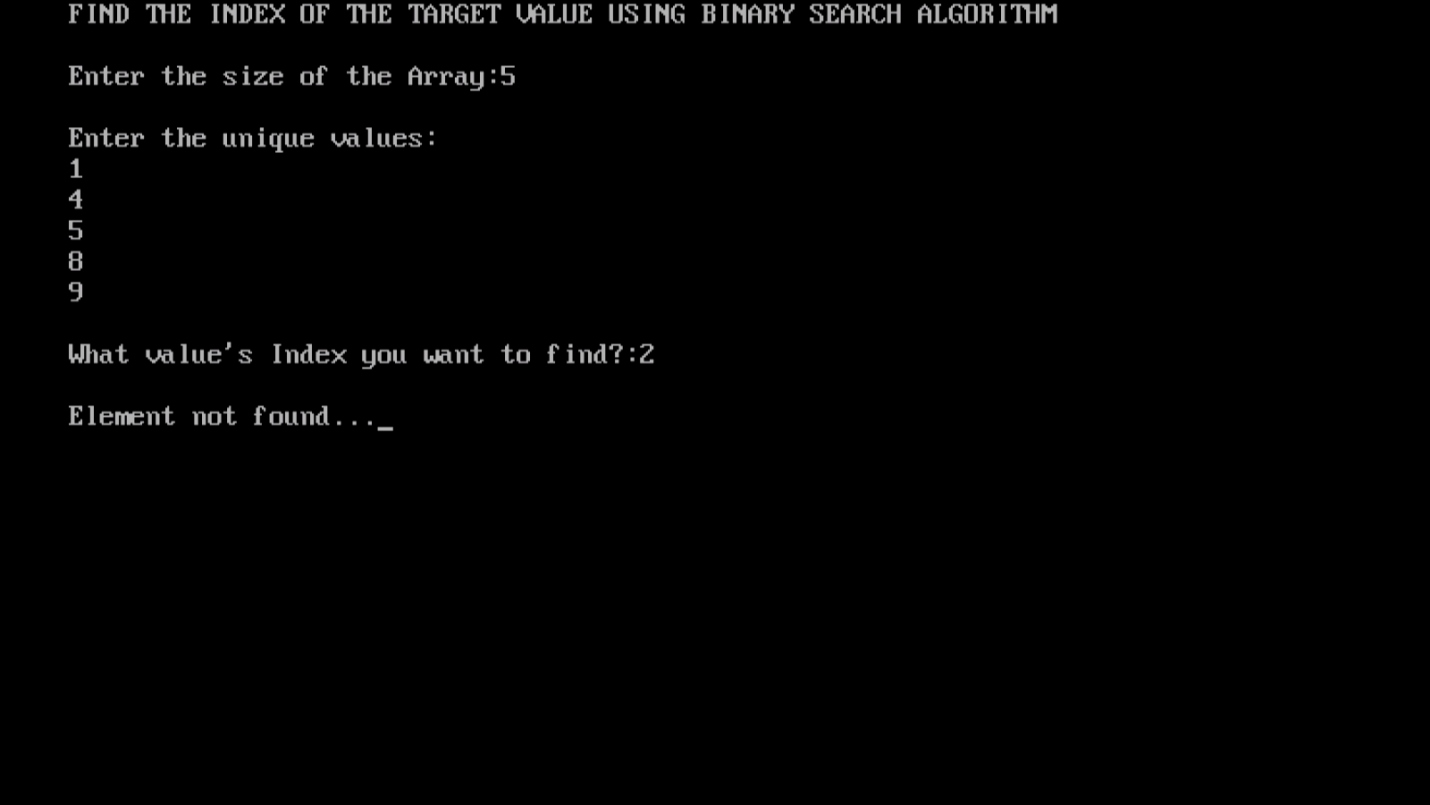 FIND THE INDEX OF THE TARGET VALUE USING BINARY SEARCH ALGORITHM
Enter the size of the Array:5
Enter the unique values:
1
4
5
8
9
What value's Index you want to find?:2
Element not found..._